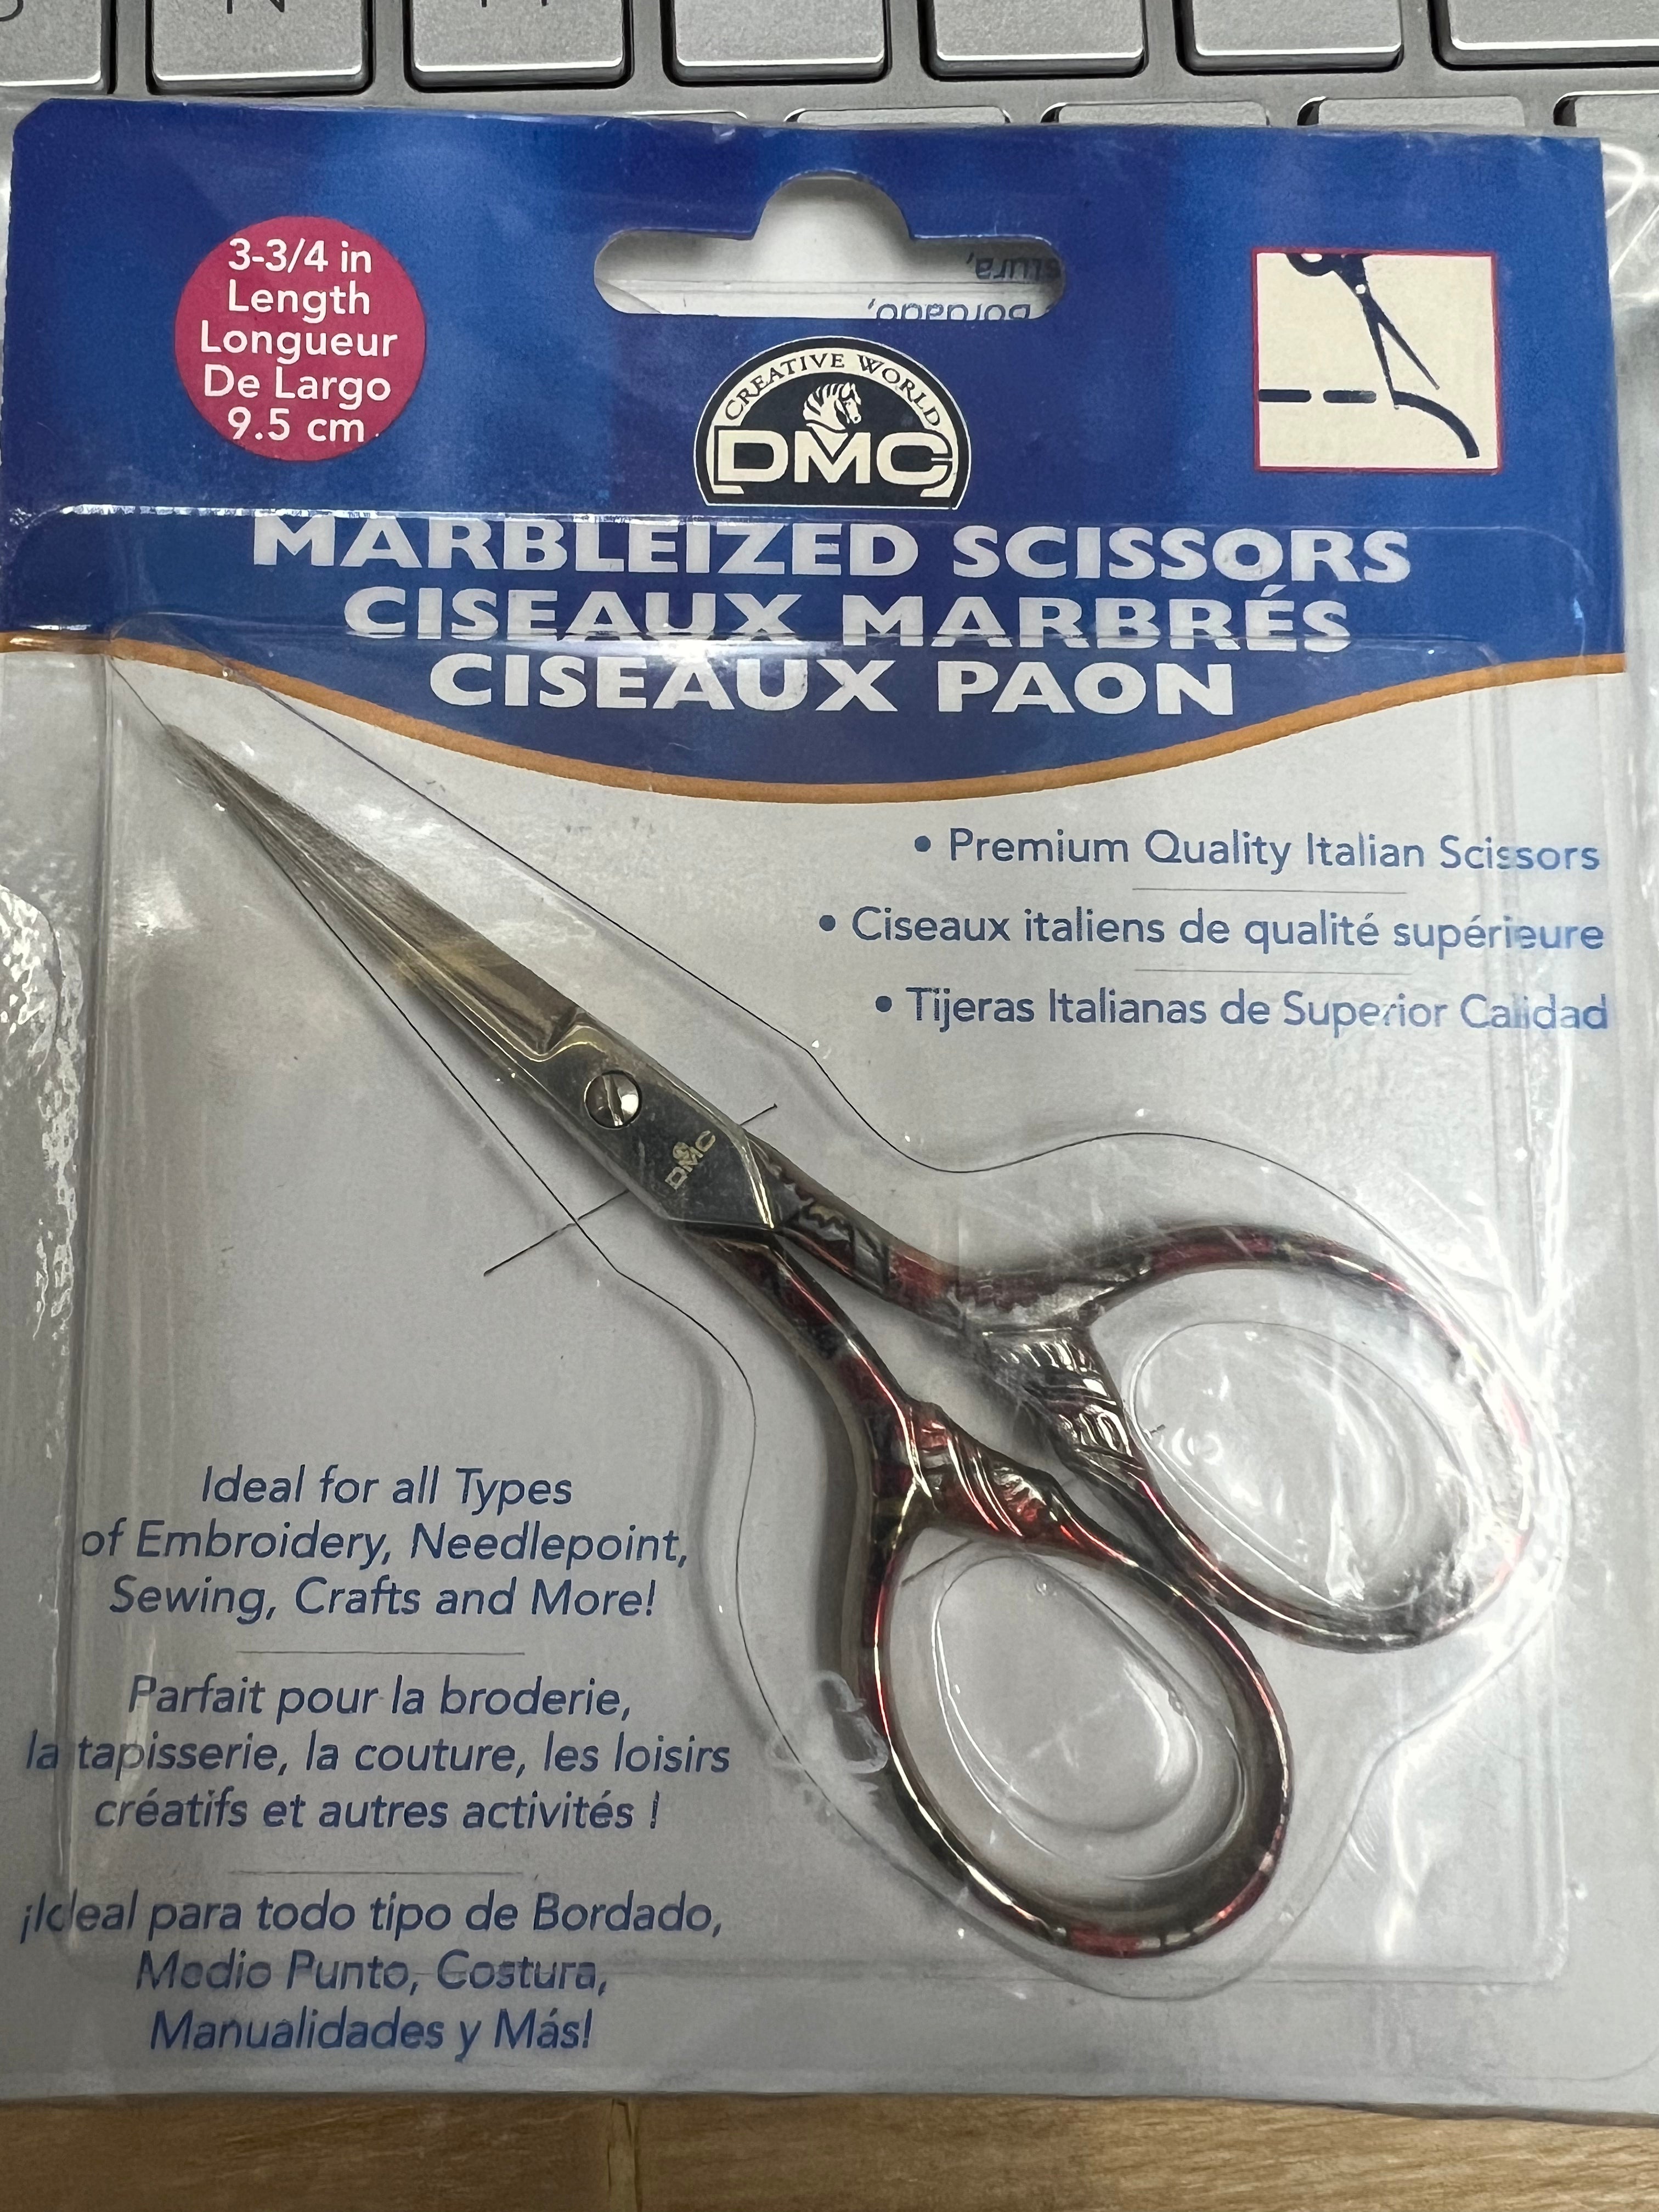 3-3/4 in
Length
Longueur
De Largo
9.5 cm
stura,
Bordado,
CREATIVE WORLD
DMC
MARBLEIZED SCISSORS
CISEAUX MARBRÉS
CISEAUX PAON
• Premium Quality Italian Scissors
• Ciseaux italiens de qualité supérieure
• Tijeras Italianas de Superior Calidad
DMC
Ideal for all Types
of Embroidery, Needlepoint,
Sewing, Crafts and More!
Parfait pour la broderie,
la tapisserie, la couture, les loisirs
créatifs et autres activités !
¡Ideal para todo tipo de Bordado,
Medio Punto, Costura,
Manualidades y Más!